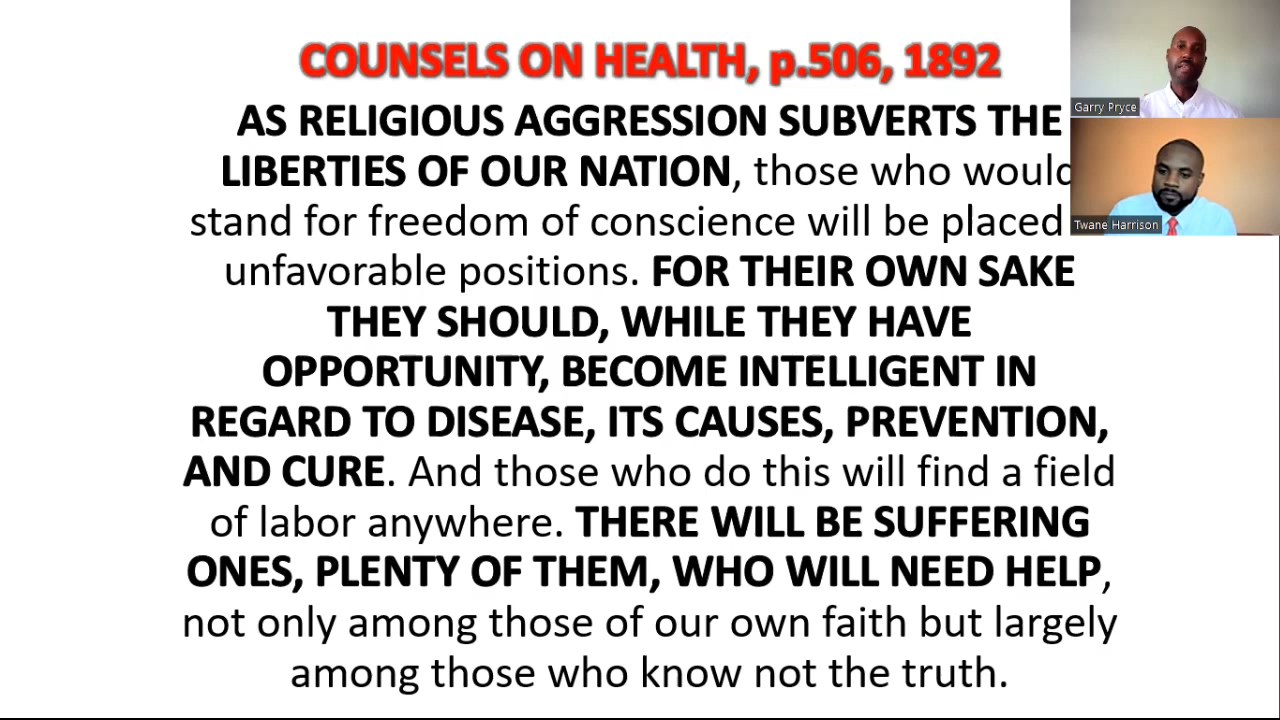 COUNSELS ON HEALTH, p.506, 1892
AS RELIGIOUS AGGRESSION SUBVERTS THE
LIBERTIES OF OUR NATION, those who would
stand for freedom of conscience will be placed
unfavorable positions. FOR THEIR OWN SAKE
THEY SHOULD, WHILE THEY HAVE
OPPORTUNITY, BECOME INTELLIGENT IN
REGARD TO DISEASE, ITS CAUSES, PREVENTION,
AND CURE. And those who do this will find a field
of labor anywhere. THERE WILL BE SUFFERING
ONES, PLENTY OF THEM, WHO WILL NEED HELP,
not only among those of our own faith but largely
among those who know not the truth.
Garry Pryce
Twane Harrison